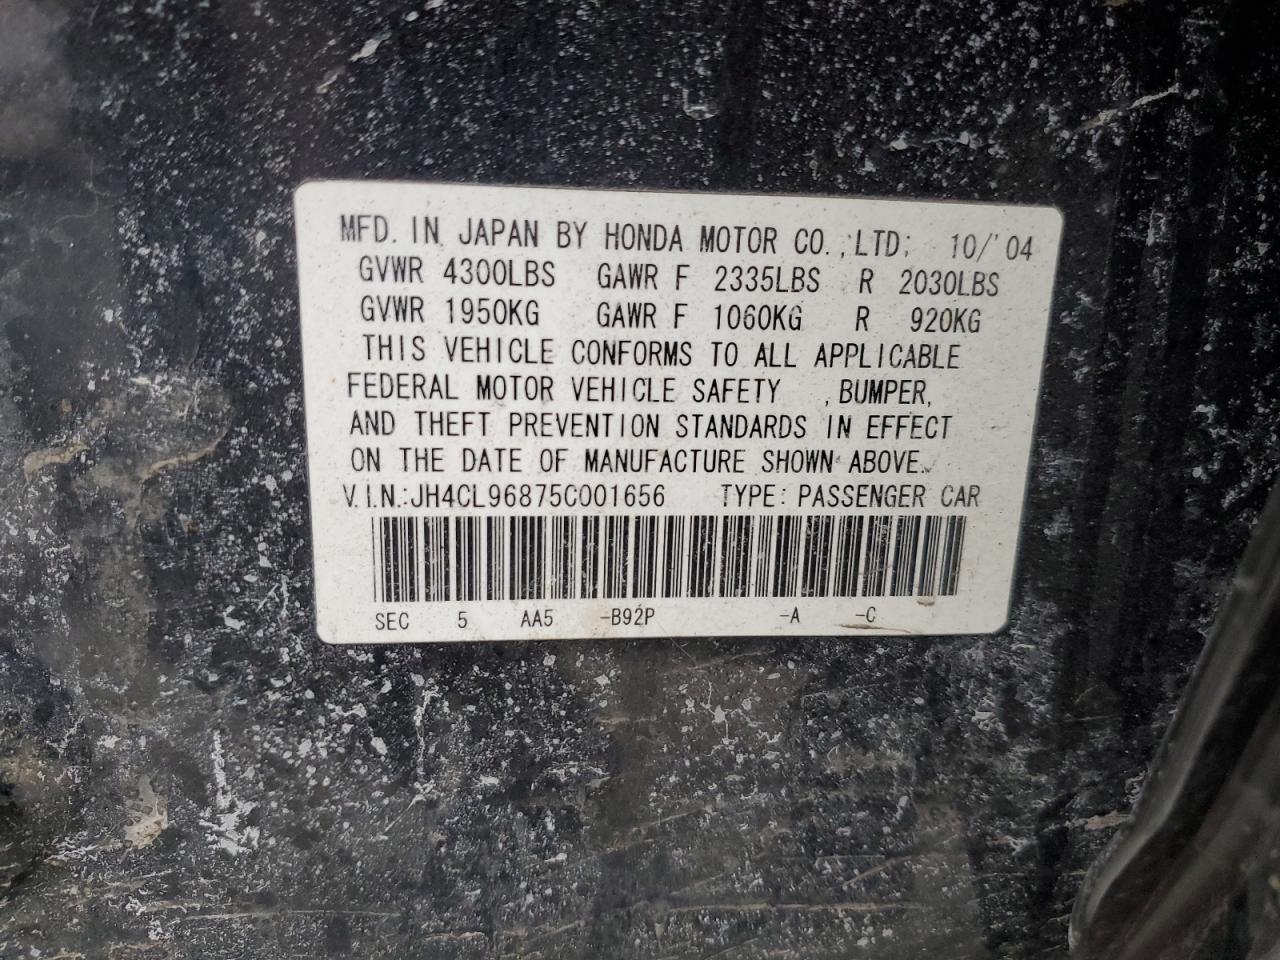 MFD. IN JAPAN BY HONDA MOTOR CO.,LTD; 10/'04
GVWR 4300LBS GAWR F 2335LBS R 2030LBS
GVWR 1950KG GAWR F 1060KG R 920KG
THIS VEHICLE CONFORMS TO ALL APPLICABLE
FEDERAL MOTOR VEHICLE SAFETY , BUMPER,
AND THEFT PREVENTION STANDARDS IN EFFECT
ON THE DATE OF MANUFACTURE SHOWN ABOVE.
V.I.N.:JH4CL96875C001656 TYPE: PASSENGER CAR
SEC 5 AA5 -B92P -A -C